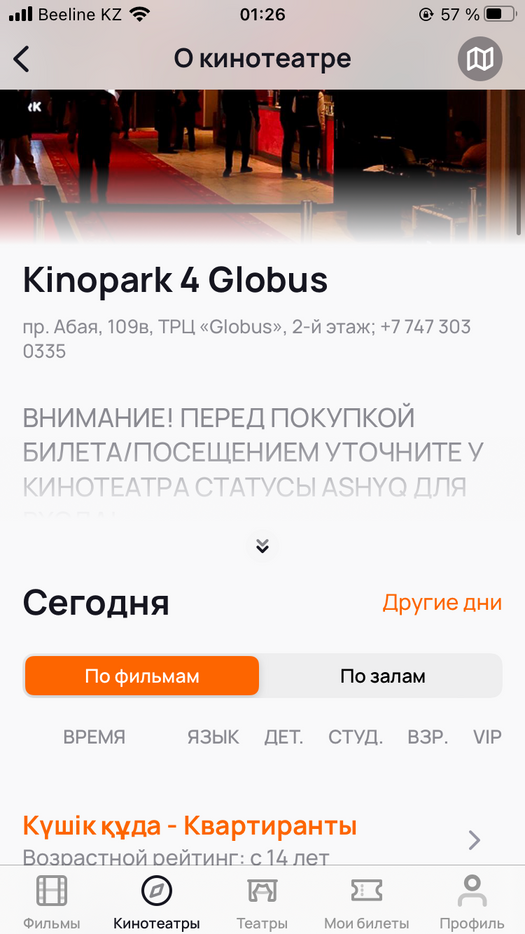 Beeline KZ 01:26 57 %
О кинотеатре
Kinopark 4 Globus
пр. Абая, 109в, ТРЦ «Globus», 2-й этаж; +7 747 303
0335
ВНИМАНИЕ! ПЕРЕД ПОКУПКОЙ
БИЛЕТА/ПОСЕЩЕНИЕМ УТОЧНИТЕ У
КИНОТЕАТРА СТАТУСЫ ASHYQ ДЛЯ
Сегодня Другие дни
По фильмам По залам
ВРЕМЯ ЯЗЫК ДЕТ. СТУД. ВЗР. VIP
Күшік құда - Квартиранты
Возрастной рейтинг: с 14 лет
Фильмы Кинотеатры Театры Мои билеты Профиль